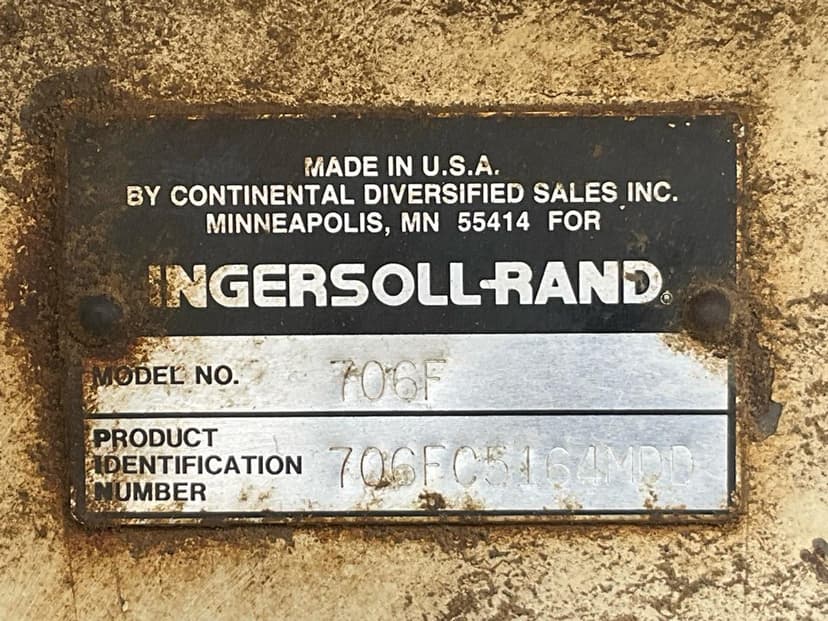 MADE IN U.S.A.
BY CONTINENTAL DIVERSIFIED SALES INC.
MINNEAPOLIS, MN 55414 FOR
INGERSOLL-RAND®
MODEL NO. 706F
PRODUCT
IDENTIFICATION
NUMBER
706FC5164MDD